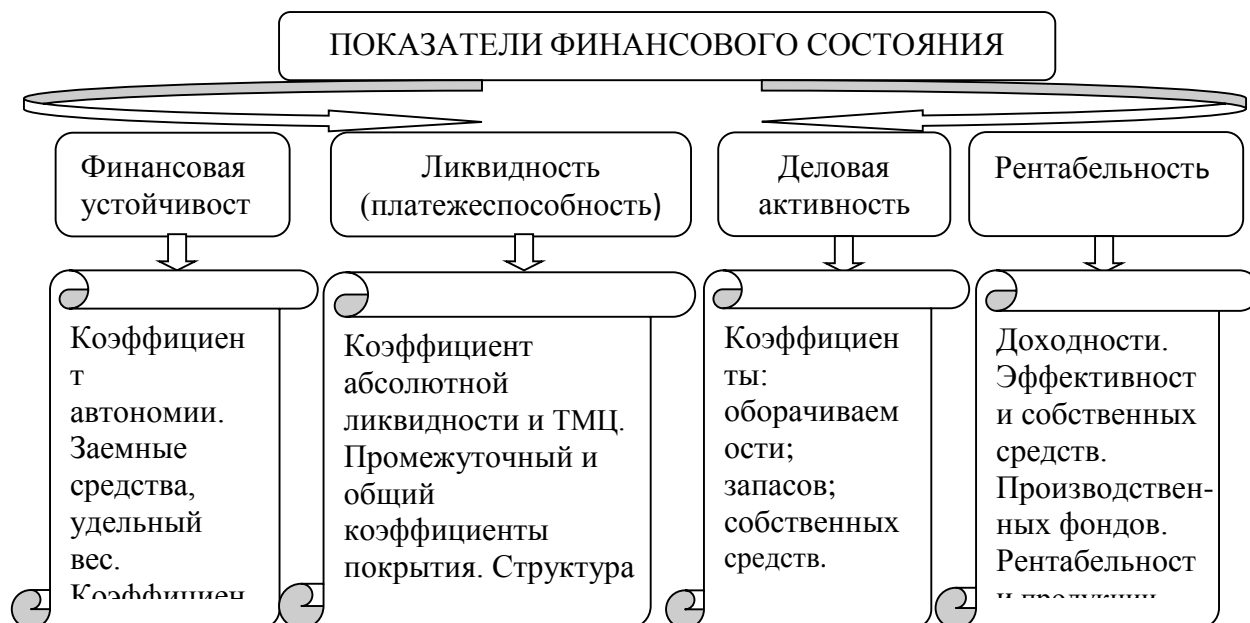 ПОКАЗАТЕЛИ ФИНАНСОВОГО СОСТОЯНИЯ
Финансовая
устойчивост
Ликвидность
(платежеспособность)
Деловая
активность
Рентабельность
Коэффициен
т
автономии.
Заемные
средства,
удельный
вес.
Коэффициен
Коэффициент
абсолютной
ликвидности и ТМЦ.
Промежуточный и
общий
коэффициенты
покрытия. Структура
Коэффициен
ты:
оборачиваем
ости;
запасов;
собственных
средств.
Доходности.
Эффективност
и собственных
средств.
Производствен-
ных фондов.
Рентабельност
и продукции